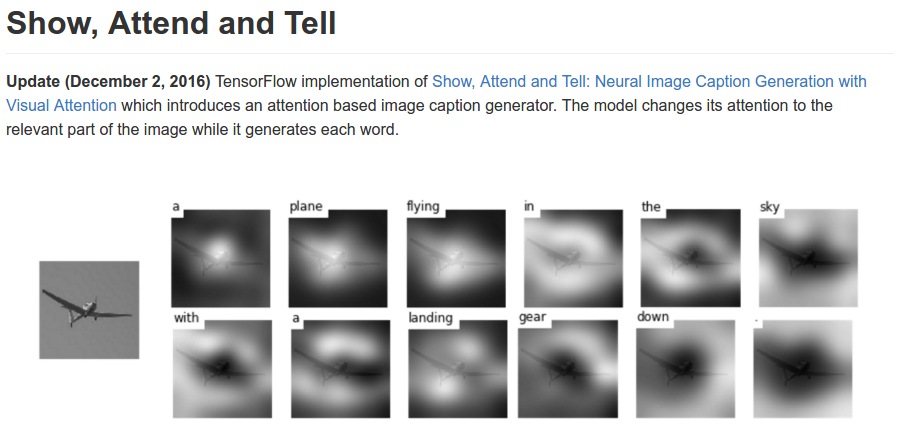 Show, Attend and Tell
Update (December 2, 2016) TensorFlow implementation of Show, Attend and Tell: Neural Image Caption Generation with
Visual Attention which introduces an attention based image caption generator. The model changes its attention to the
relevant part of the image while it generates each word.
a plane flying in the sky
with a landing gear down .